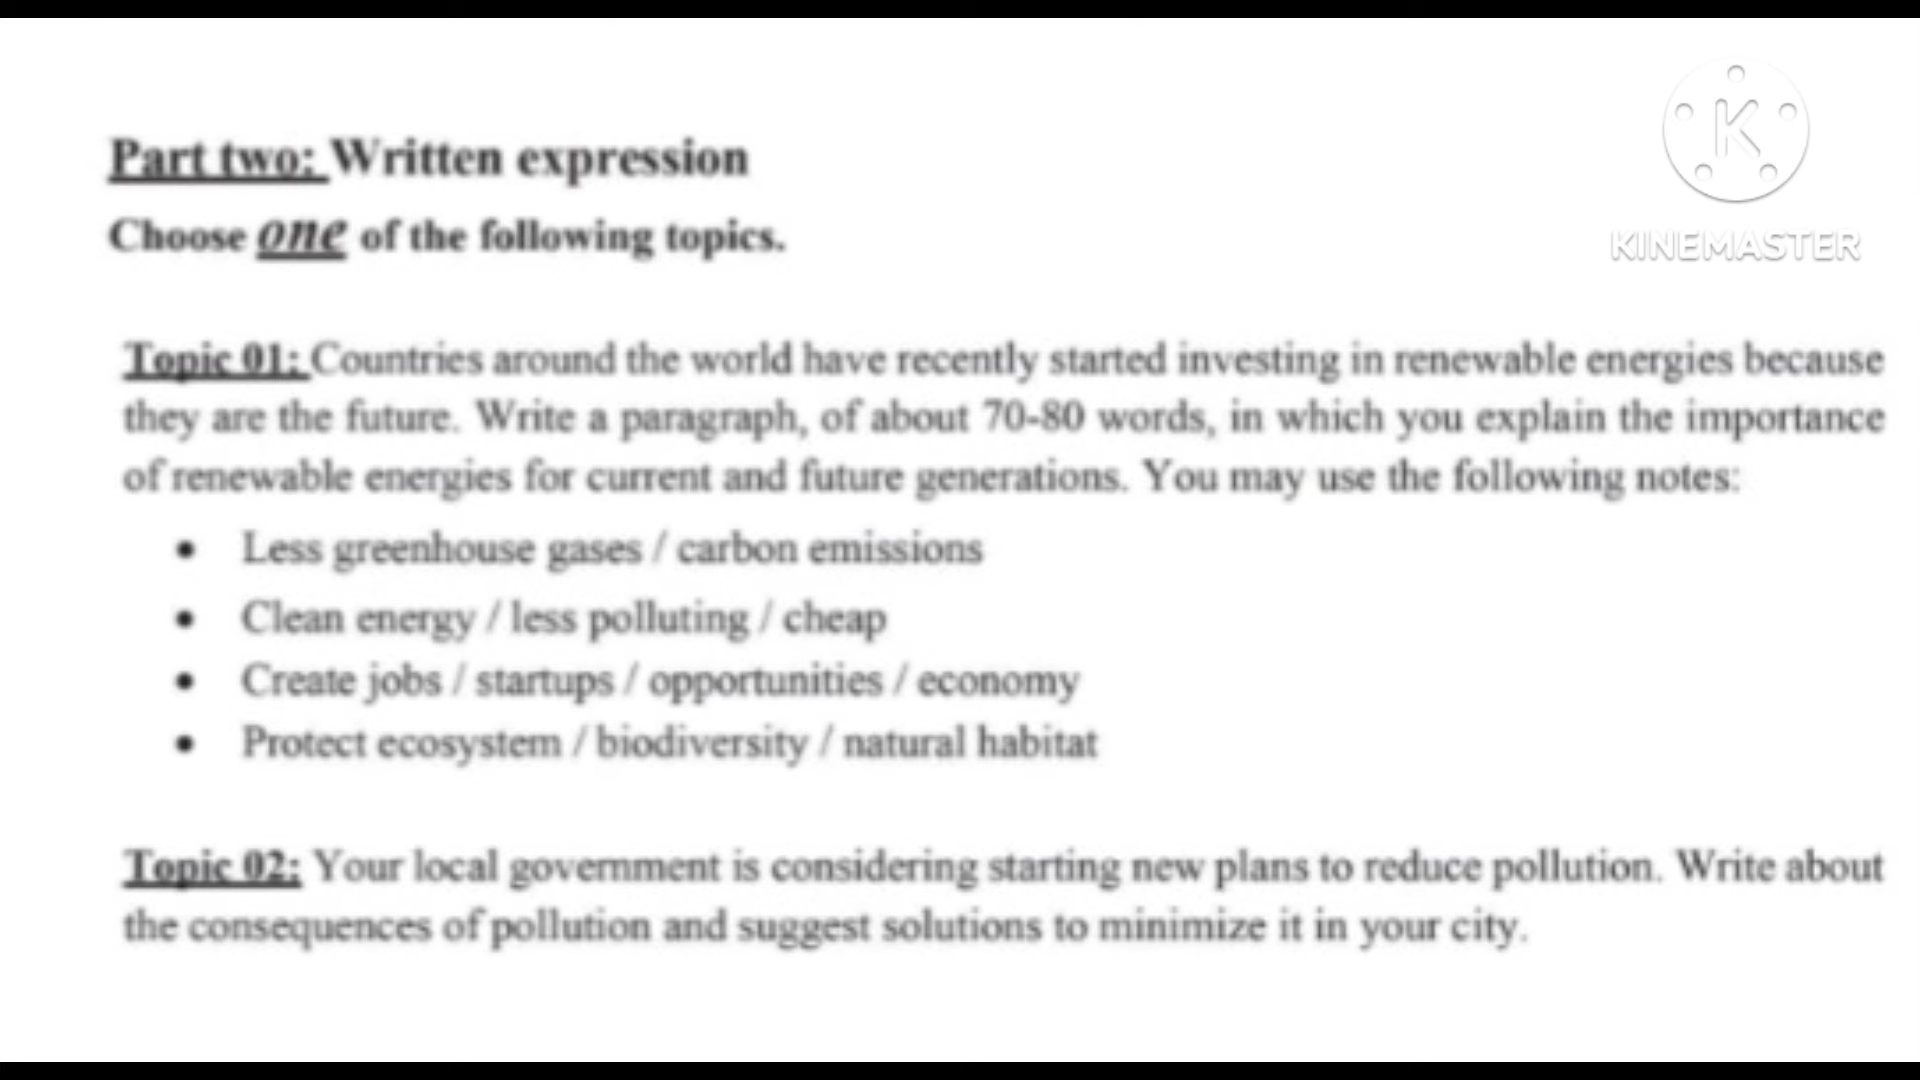 Part two: Written expression
Choose one of the following topics.
KINEMASTER
Topic 01: Countries around the world have recently started investing in renewable energies because
they are the future. Write a paragraph, of about 70-80 words, in which you explain the importance
of renewable energies for current and future generations. You may use the following notes:
• Less greenhouse gases / carbon emissions
• Clean energy / less polluting / cheap
• Create jobs / startups / opportunities / economy
• Protect ecosystem / biodiversity / natural habitat
Topic 02: Your local government is considering starting new plans to reduce pollution. Write about
the consequences of pollution and suggest solutions to minimize it in your city.